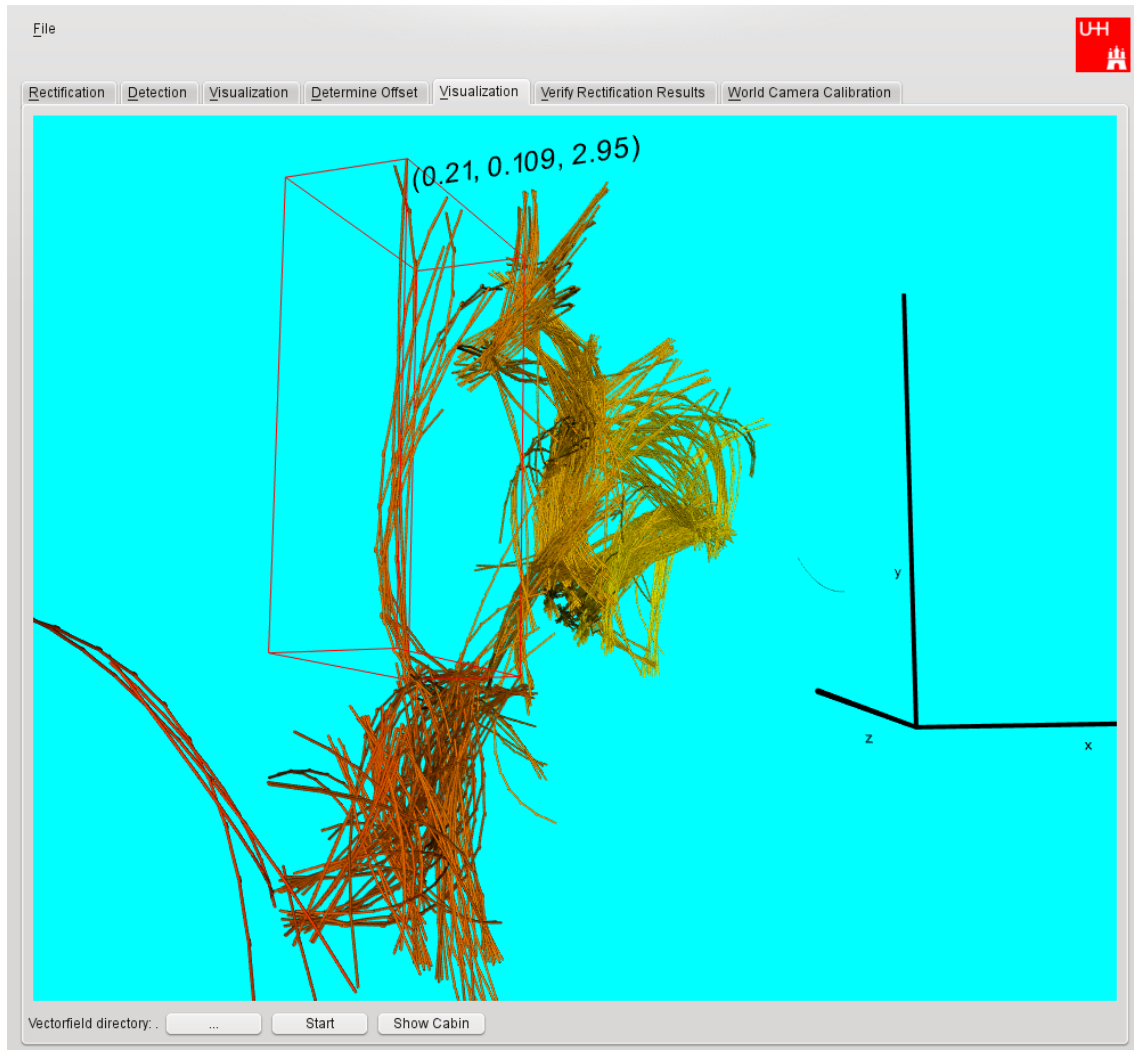 File
UHH
Rectification Detection Visualization Determine Offset Visualization Verify Rectification Results World Camera Calibration
(0.21, 0.109, 2.95)
y
z
x
Vectorfield directory: . ... Start Show Cabin